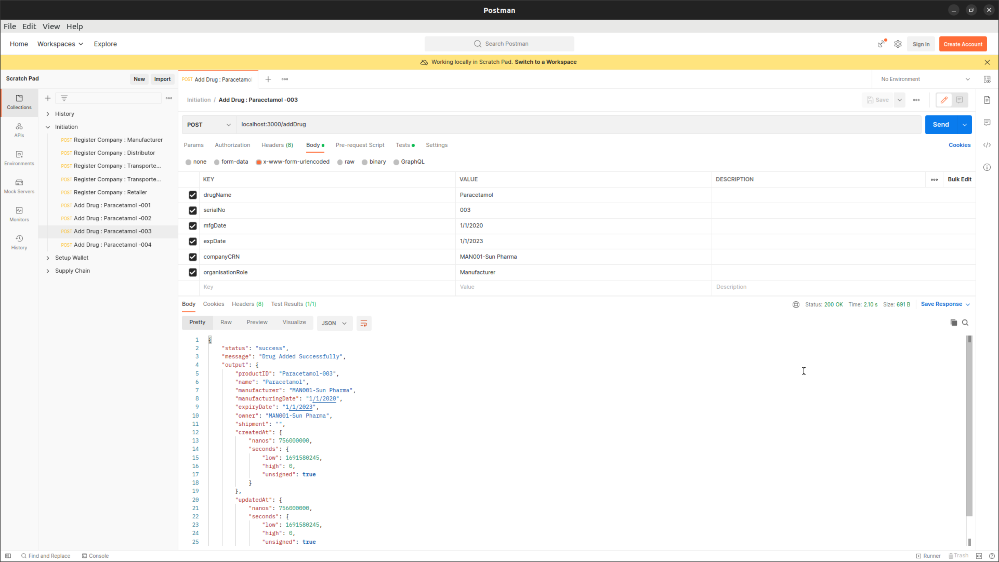 Postman
File Edit View Help
Home Workspaces Explore Search Postman Sign In Create Account
Working locally in Scratch Pad. Switch to a Workspace
Scratch Pad New Import POST Add Drug : Paracetamol No Environment
Initiation / Add Drug : Paracetamol -003 Save
Collections
APIs
Environments
Mock Servers
Monitors
History
History
Initiation
POST Register Company : Manufacturer
POST Register Company : Distributor
POST Register Company : Transporte...
POST Register Company : Transporte...
POST Register Company : Retailer
POST Add Drug : Paracetamol -001
POST Add Drug : Paracetamol -002
POST Add Drug : Paracetamol -003
POST Add Drug : Paracetamol -004
Setup Wallet
Supply Chain
POST localhost:3000/addDrug Send
Params Authorization Headers (8) Body Pre-request Script Tests Settings Cookies
none form-data x-www-form-urlencoded raw binary GraphQL
KEY VALUE DESCRIPTION Bulk Edit
drugName Paracetamol
serialNo 003
mfgDate 1/1/2020
expDate 1/1/2023
companyCRN MAN001-Sun Pharma
organisationRole Manufacturer
Key Value Description
Body Cookies Headers (8) Test Results (1/1) Status: 200 OK Time: 2.10 s Size: 691 B Save Response
Pretty Raw Preview Visualize JSON
1 {
2 "status": "success",
3 "message": "Drug Added Successfully",
4 "output": {
5 "productID": "Paracetamol-003",
6 "name": "Paracetamol",
7 "manufacturer": "MAN001-Sun Pharma",
8 "manufacturingDate": "1/1/2020",
9 "expiryDate": "1/1/2023",
10 "owner": "MAN001-Sun Pharma",
11 "shipment": "",
12 "createdAt": {
13 "nanos": 756000000,
14 "seconds": {
15 "low": 1691580245,
16 "high": 0,
17 "unsigned": true
18 }
19 },
20 "updatedAt": {
21 "nanos": 756000000,
22 "seconds": {
23 "low": 1691580245,
24 "high": 0,
25 "unsigned": true
Find and Replace Console Runner Trash